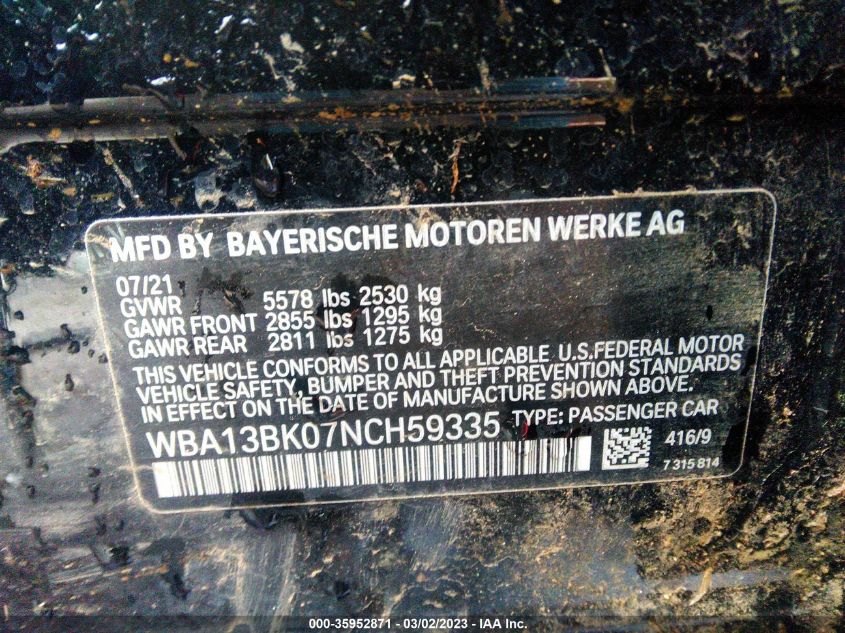 MFD BY BAYERISCHE MOTOREN WERKE AG
07/21
GVWR 5578 lbs 2530 kg
GAWR FRONT 2855 lbs 1295 kg
GAWR REAR 2811 lbs 1275 kg
THIS VEHICLE CONFORMS TO ALL APPLICABLE U.S.FEDERAL MOTOR
VEHICLE SAFETY, BUMPER AND THEFT PREVENTION STANDARDS
IN EFFECT ON THE DATE OF MANUFACTURE SHOWN ABOVE.
WBA13BK07NCH59335 TYPE: PASSENGER CAR
416/9
7 315 814
000-35952871 - 03/02/2023 - IAA Inc.